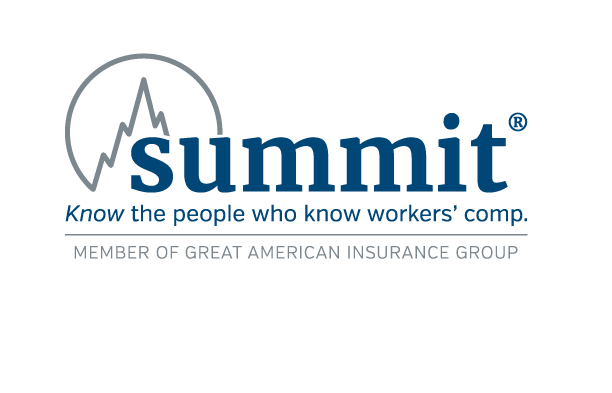 summit®
Know the people who know workers’ comp.
MEMBER OF GREAT AMERICAN INSURANCE GROUP